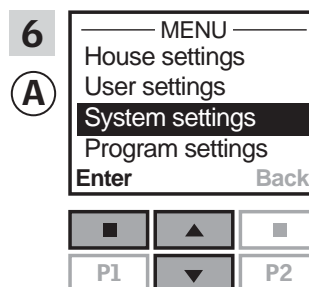 6
A
MENU
House settings
User settings
System settings
Program settings
Enter Back
P1 P2